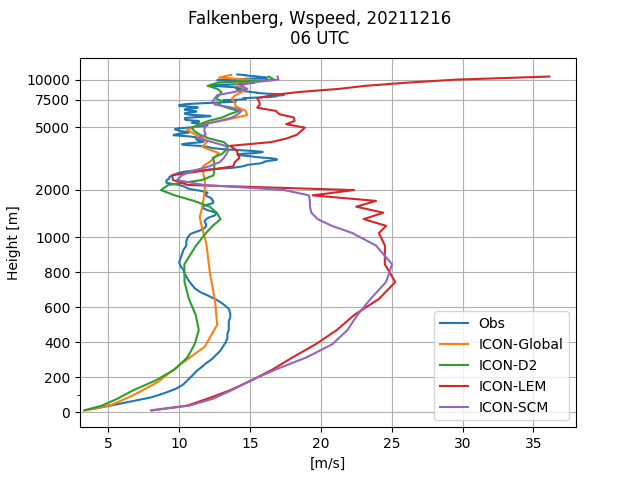 Falkenberg, Wspeed, 20211216
06 UTC
10000
7500
5000
2000
1000
800
600
400
200
0
Height [m]
5 10 15 20 25 30 35
[m/s]
Obs
ICON-Global
ICON-D2
ICON-LEM
ICON-SCM